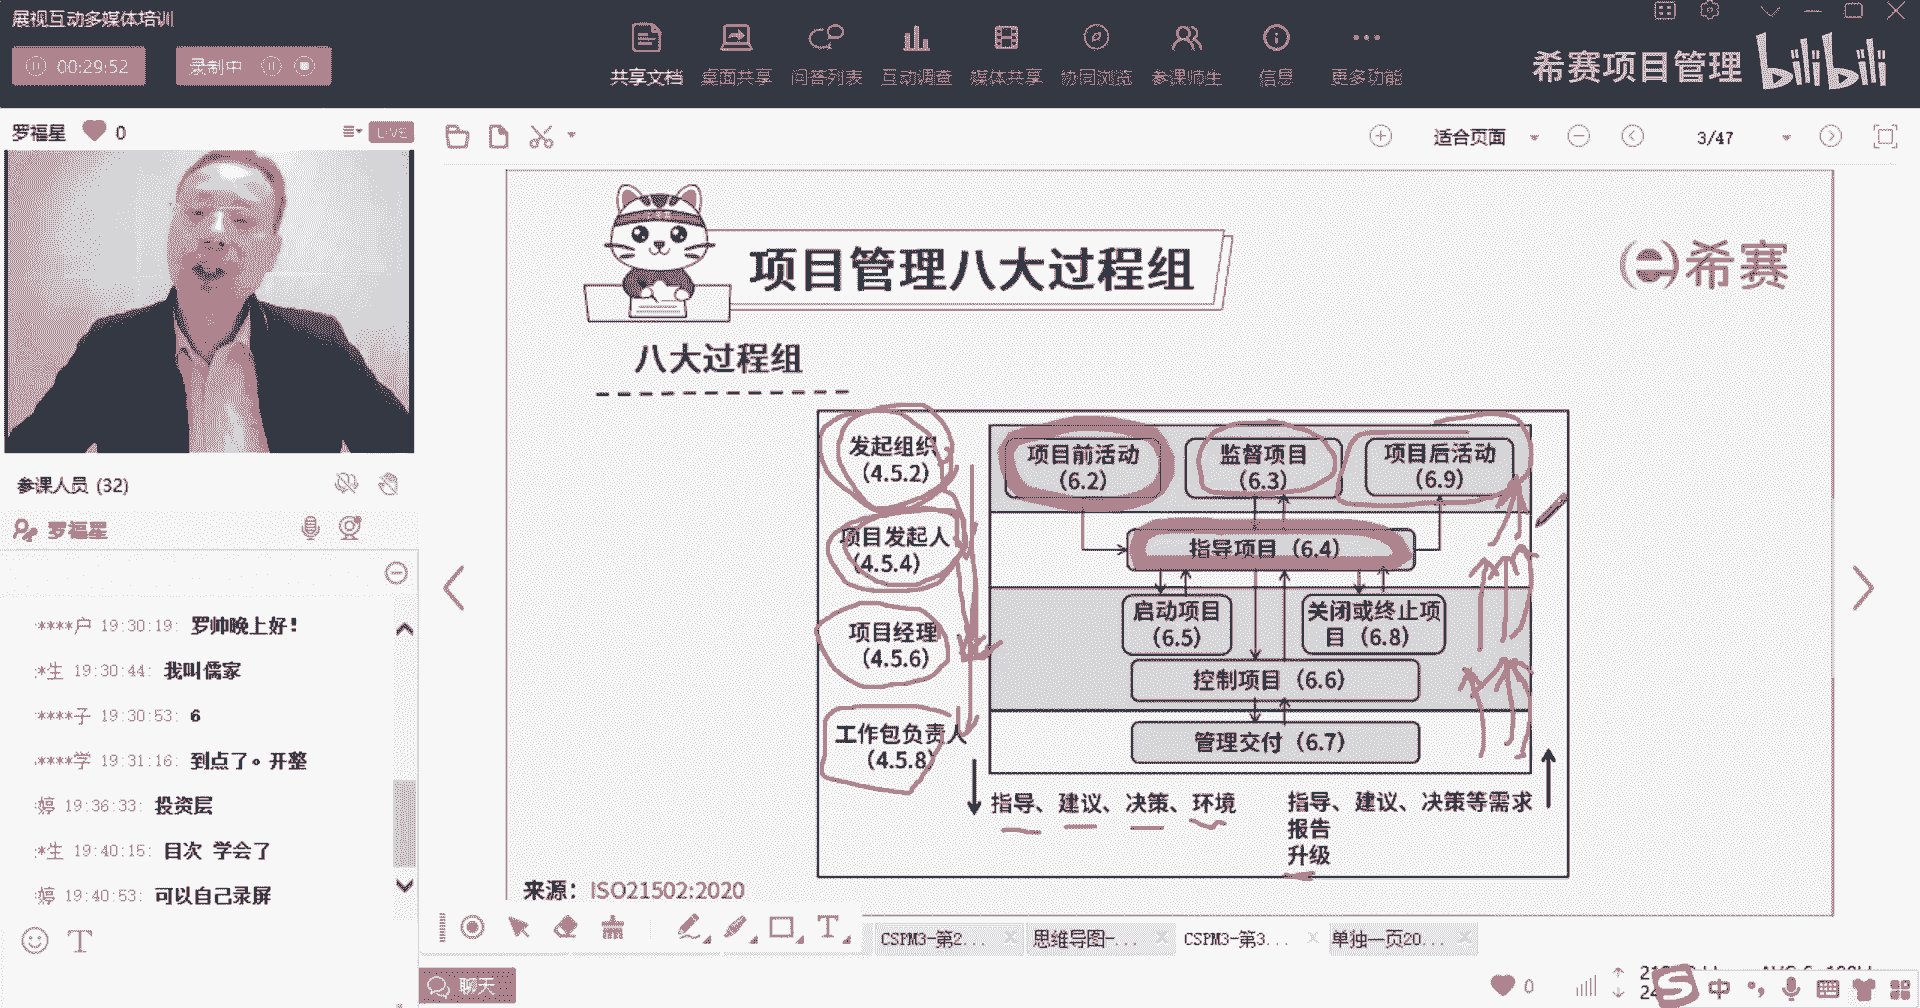 展视互动多媒体培训
00:29:52
录制中
共享文档 桌面共享 问答列表 互动调查 媒体共享 协同浏览 参课师生 信息 更多功能
希赛项目管理 bilibili
罗福星 0
LIVE
适合页面
3/47
项目管理八大过程组
希赛
八大过程组
发起组织
(4.5.2)
项目前活动
(6.2)
监督项目
(6.3)
项目后活动
(6.9)
项目发起人
(4.5.4)
指导项目（6.4）
项目经理
(4.5.6)
启动项目
(6.5)
关闭或终止项
目（6.8）
控制项目（6.6）
工作包负责人
(4.5.8)
管理交付（6.7）
指导、建议、决策、环境
指导、建议、决策等需求
报告
升级
来源：ISO21502:2020
参课人员 (32)
罗福星
****户 19:30:19: 罗帅晚上好!
*生 19:30:44: 我叫儒家
****子 19:30:53: 6
****学 19:31:16: 到点了。开整
婷 19:36:33: 投资层
*生 19:40:15: 目次 学会了
婷 19:40:53: 可以自己录屏
CSPM3-第2... 思维导图-... CSPM3-第3... 单独一页20...
聊天
0
中